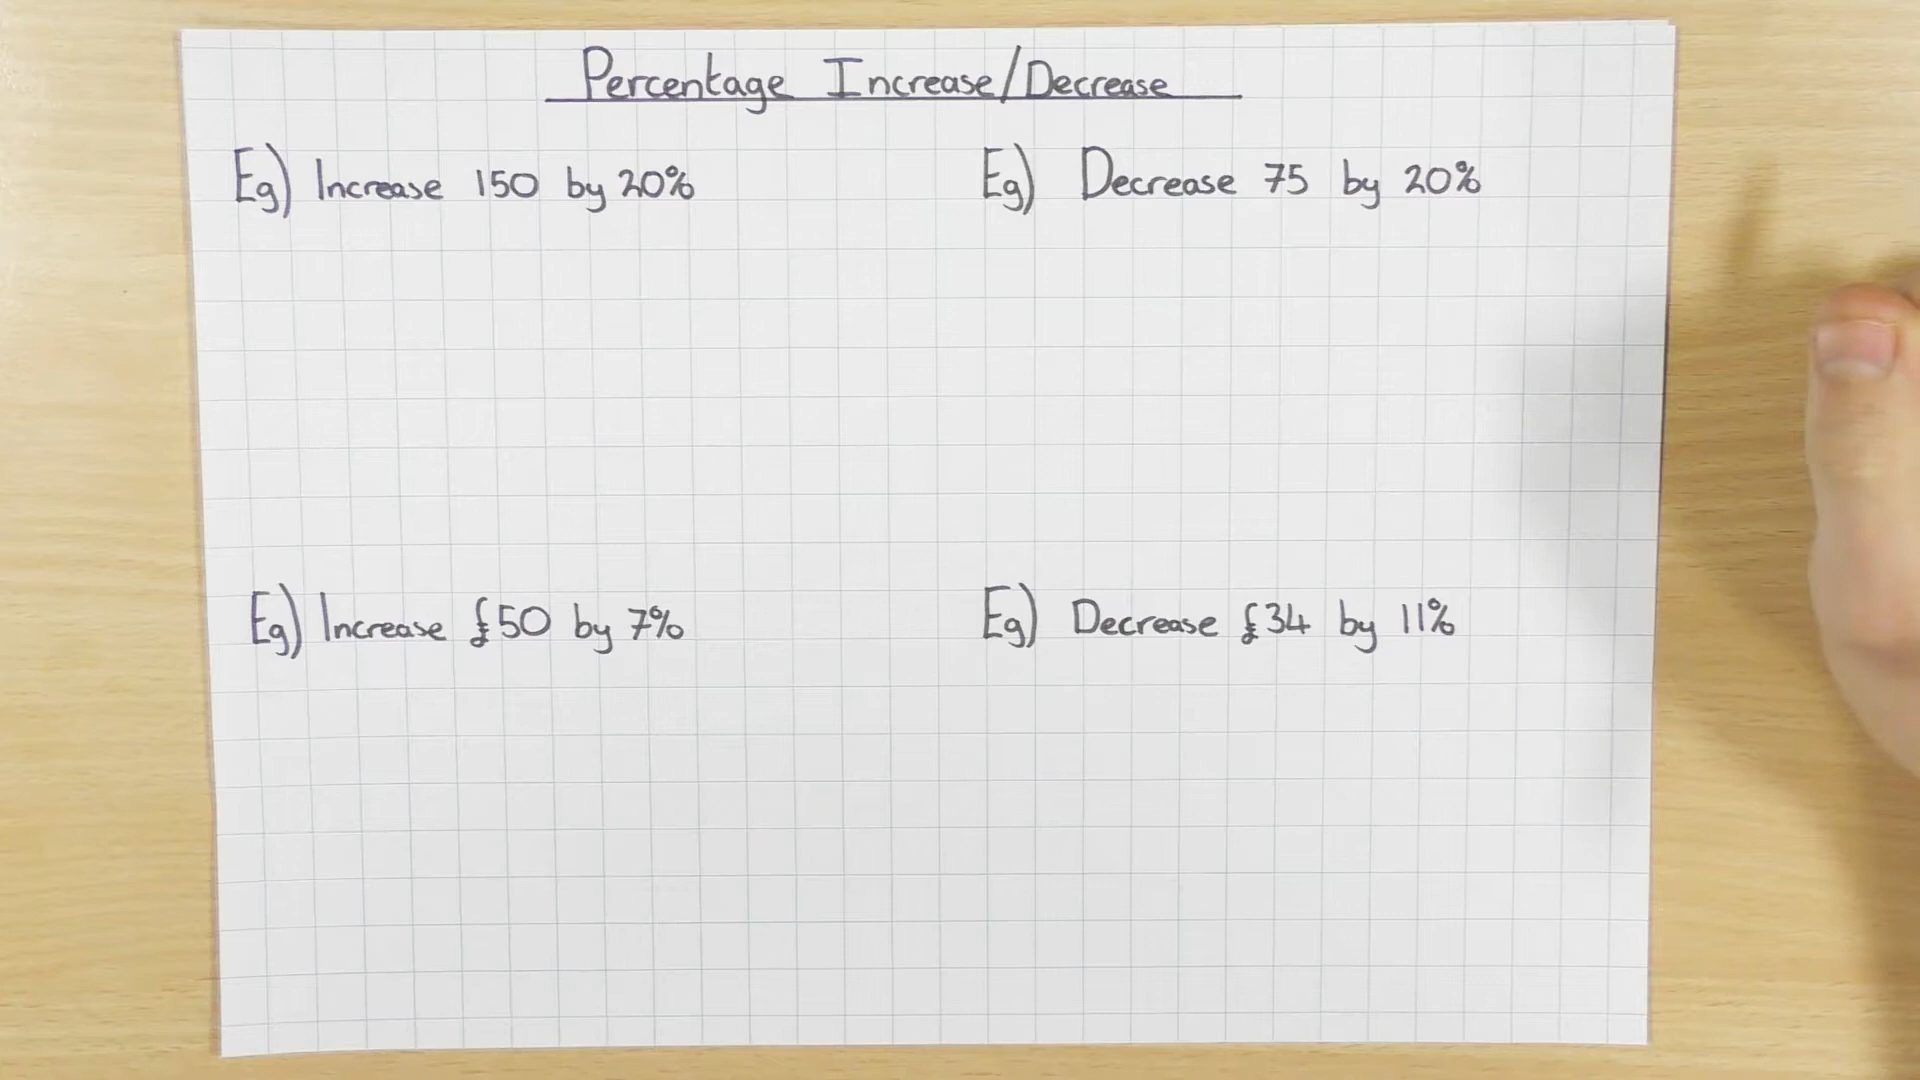 Percentage Increase/Decrease
Eg) Increase 150 by 20%
Eg) Decrease 75 by 20%
Eg) Increase £50 by 7%
Eg) Decrease £34 by 11%